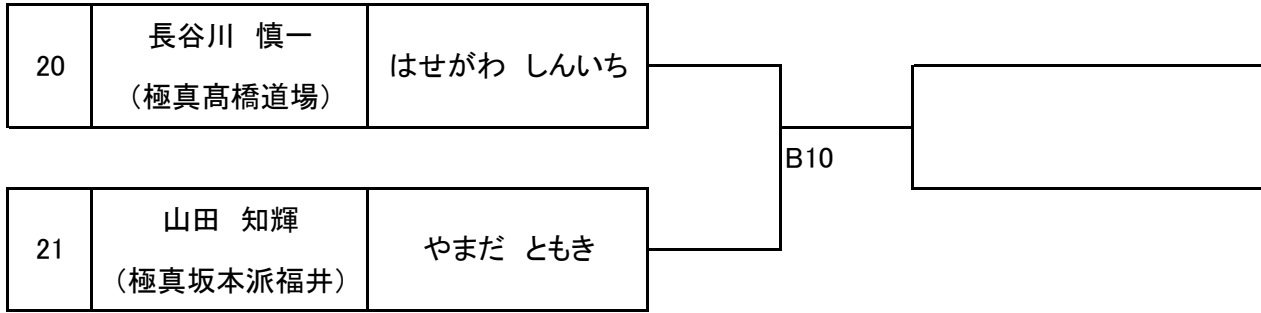 20
長谷川　慎一
（極真髙橋道場）
はせがわ　しんいち
B10
21
山田　知輝
（極真坂本派福井）
やまだ　ともき